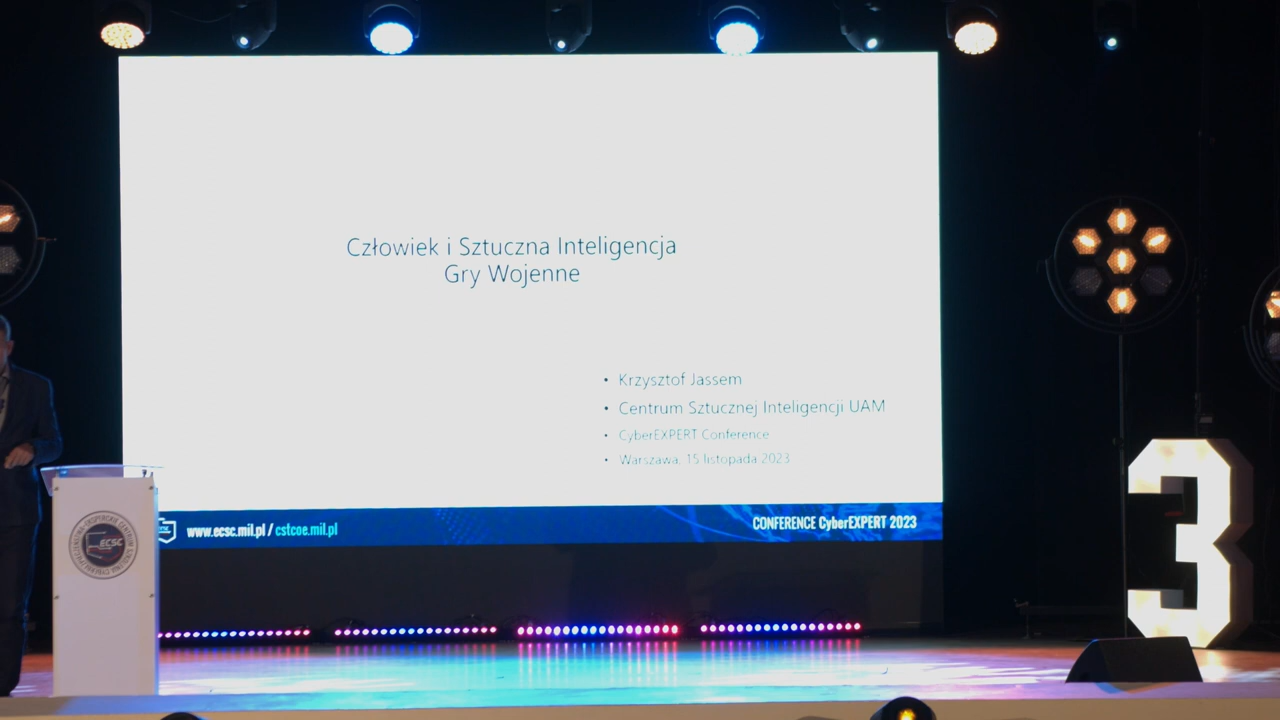 Człowiek i Sztuczna Inteligencja
Gry Wojenne
• Krzysztof Jassem
• Centrum Sztucznej Inteligencji UAM
• CyberEXPERT Conference
• Warszawa, 15 listopada 2023
www.ecsc.mil.pl / cstcoe.mil.pl
CONFERENCE CyberEXPERT 2023
ECSC
3